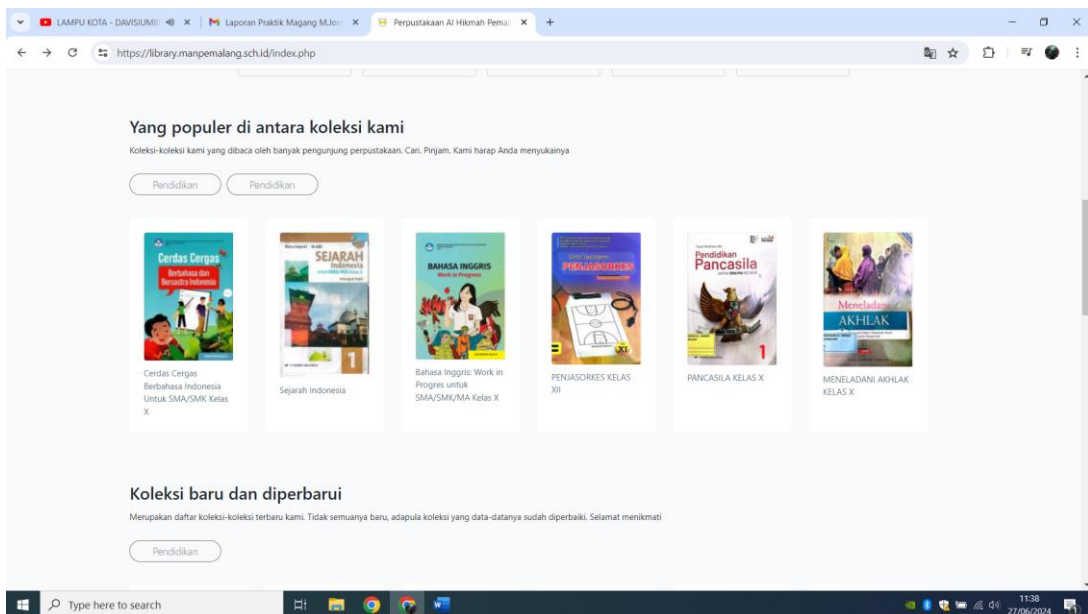 LAMPU KOTA - DAVISIUMB
Laporan Praktik Magang M.Jor
Perpustakaan Al Hikmah Pemal
https://library.manpemalang.sch.id/index.php
Yang populer di antara koleksi kami
Koleksi-koleksi kami yang dibaca oleh banyak pengunjung perpustakaan. Cari. Pinjam. Kami harap Anda menyukainya
Pendidikan Pendidikan
Cerdas Cergas
Berbahasa dan
Bersastra Indonesia
SEJARAH
Indonesia
1
BAHASA INGGRIS
Work in Progress
PENJASORKES
XI
Pendidikan
Pancasila
1
Meneladani
AKHLAK
Cerdas Cergas
Berbahasa Indonesia
Untuk SMA/SMK Kelas
X
Sejarah Indonesia
Bahasa Inggris: Work in
Progres untuk
SMA/SMK/MA Kelas X
PENJASORKES KELAS
XII
PANCASILA KELAS X
MENELADANI AKHLAK
KELAS X
Koleksi baru dan diperbarui
Merupakan daftar koleksi-koleksi terbaru kami. Tidak semuanya baru, adapula koleksi yang data-datanya sudah diperbaiki. Selamat menikmati
Pendidikan
Type here to search
11:38
27/06/2024